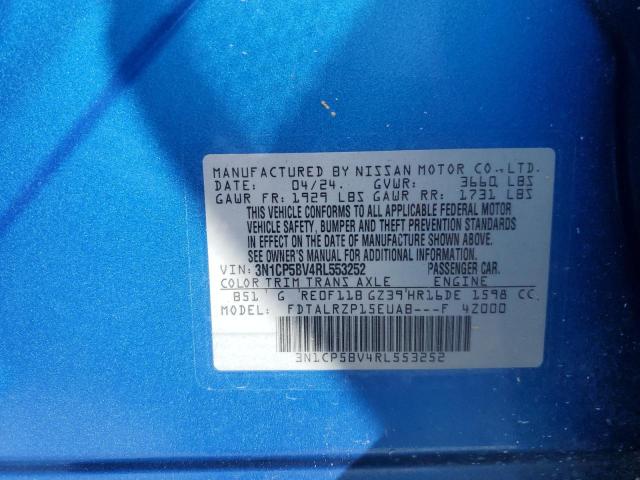 MANUFACTURED BY NISSAN MOTOR CO.,LTD.
DATE: 04/24. GVWR: 3660 LBS
GAWR FR: 1929 LBS GAWR RR: 1731 LBS
THIS VEHICLE CONFORMS TO ALL APPLICABLE FEDERAL MOTOR
VEHICLE SAFETY, BUMPER, AND THEFT PREVENTION STANDARDS
IN EFFECT ON THE DATE OF MANUFACTURE SHOWN ABOVE.
SEE OWNER'S MANUAL FOR ADDITIONAL INFORMATION.
VIN: 3N1CP5BV4RL553252 PASSENGER CAR.
COLOR TRIM TRANS AXLE ENGINE
B51 G RE0F11B GZ39 HR16DE 1598 CC
MODEL: FDTALRZP15EUAB---F 4Z000
3N1CP5BV4RL553252